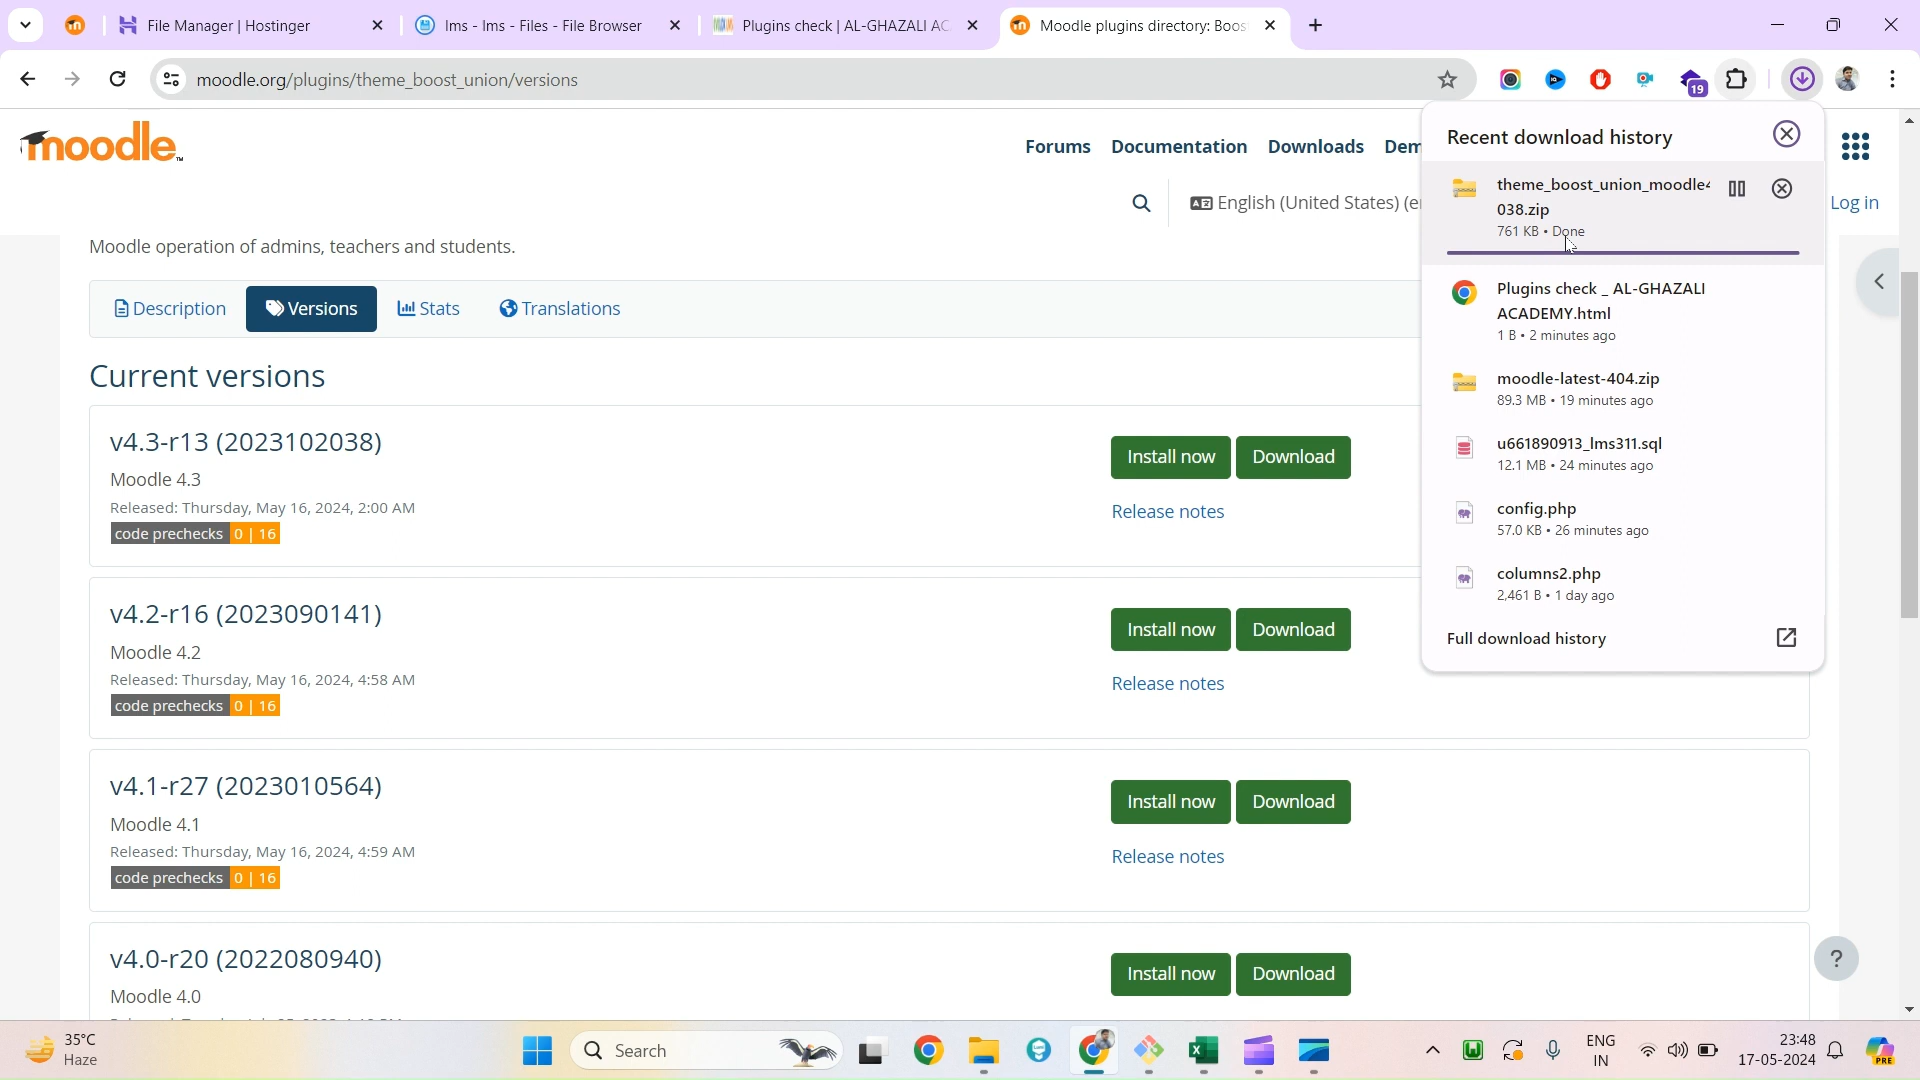 File Manager | Hostinger
lms - lms - Files - File Browser
Plugins check | AL-GHAZALI AC
Moodle plugins directory: Boos
moodle.org/plugins/theme_boost_union/versions
19
moodle
Forums
Documentation
Downloads
Dem
English (United States) (e
Log in
Recent download history
theme_boost_union_moodle4
038.zip
761 KB • Done
Plugins check _ AL-GHAZALI
ACADEMY.html
1 B • 2 minutes ago
moodle-latest-404.zip
89.3 MB • 19 minutes ago
u661890913_lms311.sql
12.1 MB • 24 minutes ago
config.php
57.0 KB • 26 minutes ago
columns2.php
2,461 B • 1 day ago
Full download history
Moodle operation of admins, teachers and students.
Description
Versions
Stats
Translations
Current versions
v4.3-r13 (2023102038)
Moodle 4.3
Released: Thursday, May 16, 2024, 2:00 AM
code prechecks 0 | 16
Install now
Download
Release notes
v4.2-r16 (2023090141)
Moodle 4.2
Released: Thursday, May 16, 2024, 4:58 AM
code prechecks 0 | 16
Install now
Download
Release notes
v4.1-r27 (2023010564)
Moodle 4.1
Released: Thursday, May 16, 2024, 4:59 AM
code prechecks 0 | 16
Install now
Download
Release notes
v4.0-r20 (2022080940)
Moodle 4.0
Install now
Download
?
35°C
Haze
Search
ENG
IN
23:48
17-05-2024
PRE